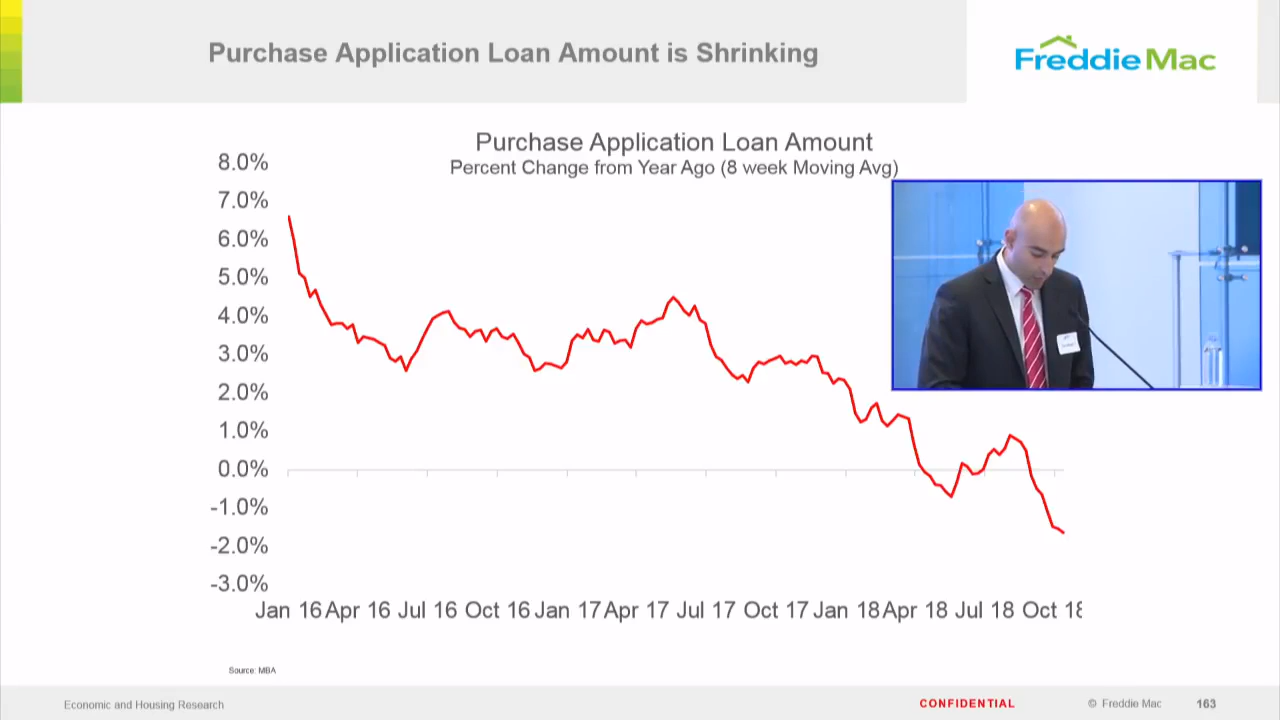 Purchase Application Loan Amount is Shrinking
Freddie Mac
Purchase Application Loan Amount
Percent Change from Year Ago (8 week Moving Avg)
8.0%
7.0%
6.0%
5.0%
4.0%
3.0%
2.0%
1.0%
0.0%
-1.0%
-2.0%
-3.0%
Jan 16 Apr 16 Jul 16 Oct 16 Jan 17 Apr 17 Jul 17 Oct 17 Jan 18 Apr 18 Jul 18 Oct 18
Source: MBA
Economic and Housing Research CONFIDENTIAL © Freddie Mac 163